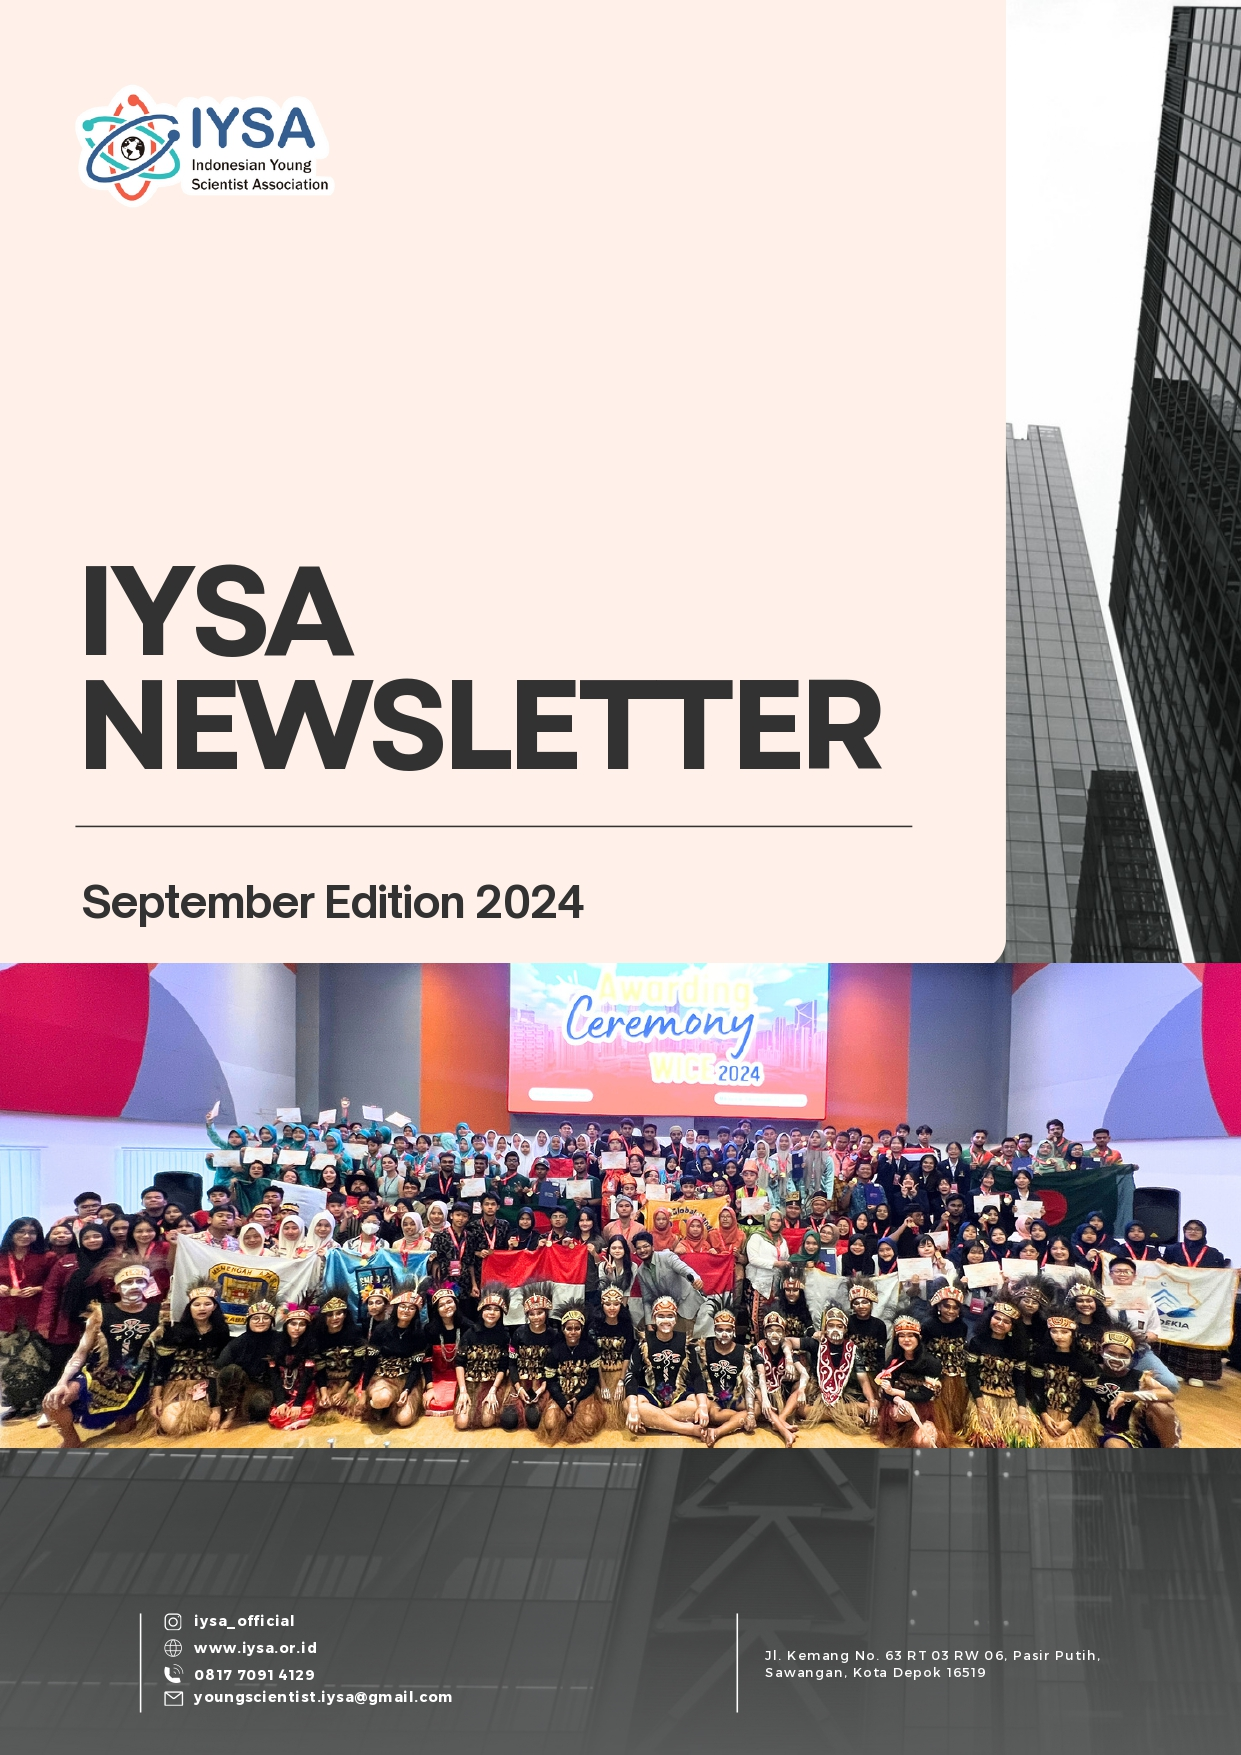 IYSA
Indonesian Young
Scientist Association
IYSA
NEWSLETTER
September Edition 2024
Awarding
Ceremony
WICE 2024
MENENGAH
DEKIA
iysa_official
www.iysa.or.id
0817 7091 4129
youngscientist.iysa@gmail.com
Jl. Kemang No. 63 RT 03 RW 06, Pasir Putih,
Sawangan, Kota Depok 16519